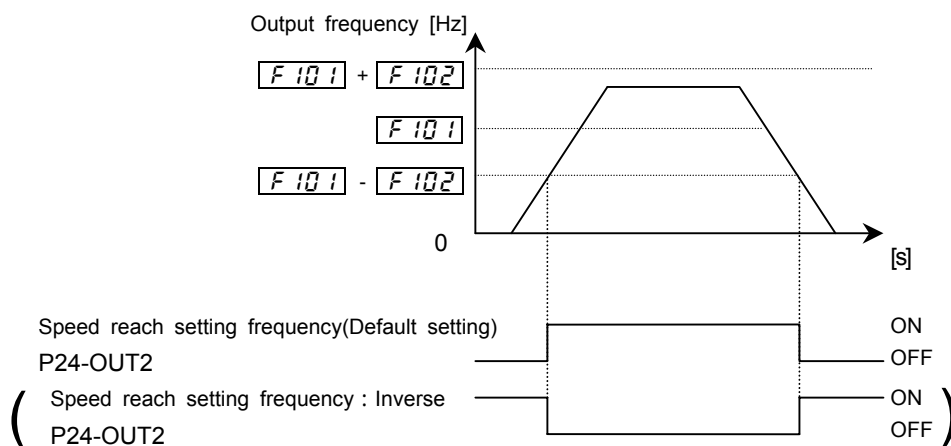 Output frequency [Hz]
F101 + F102
F101
F101 - F102
0
[s]
Speed reach setting frequency(Default setting)
P24-OUT2
ON
OFF
( Speed reach setting frequency : Inverse
P24-OUT2
ON
OFF )